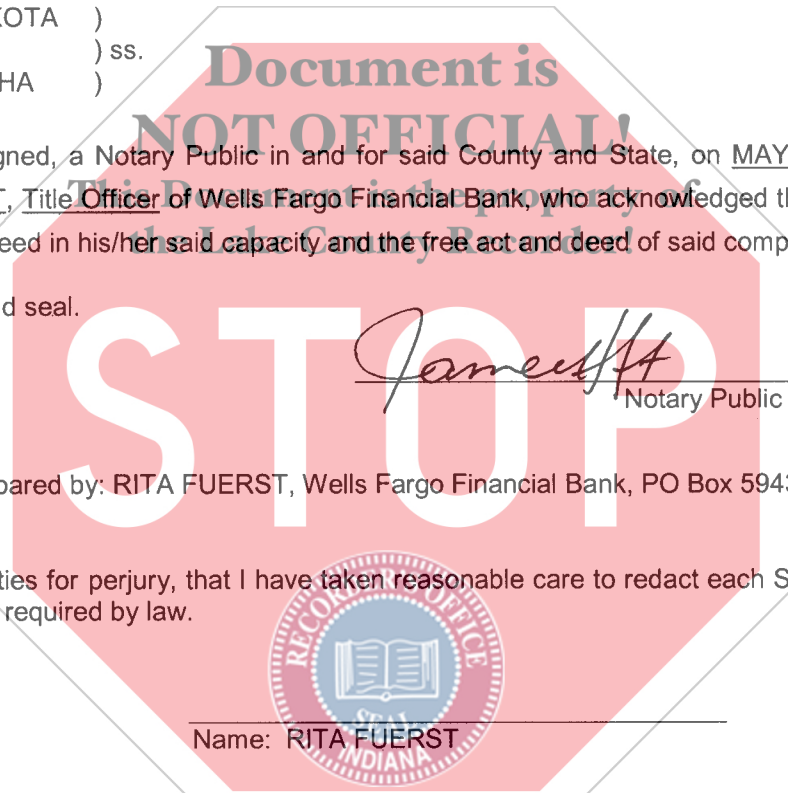 KOTA )
) ss.
HA )
Document is
NOT OFFICIAL!
gned, a Notary Public in and for said County and State, on MAY
T, Title Officer of Wells Fargo Financial Bank, who acknowledged th
This Document is the property of
eed in his/her said capacity and the free act and deed of said comp
the Lake County Recorder!
d seal.
STOP
Notary Public
pared by: RITA FUERST, Wells Fargo Financial Bank, PO Box 5943
ties for perjury, that I have taken reasonable care to redact each S
required by law.
RECORDER'S OFFICE
SEAL
INDIANA
Name: RITA FUERST